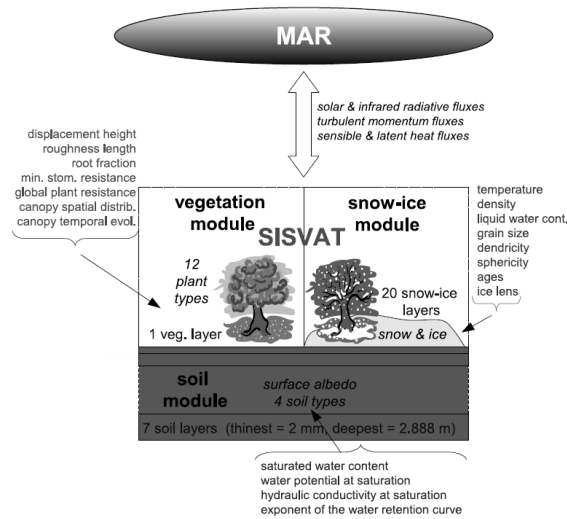 MAR
solar & infrared radiative fluxes
turbulent momentum fluxes
sensible & latent heat fluxes
displacement height
roughness length
root fraction
min. stom. resistance
global plant resistance
canopy spatial distrib.
canopy temporal evol.
vegetation
module
snow-ice
module
SISVAT
temperature
density
liquid water cont.
grain size
dendricity
sphericity
ages
ice lens
12
plant
types
1 veg. layer
20 snow-ice
layers
snow & ice
soil
module
surface albedo
4 soil types
7 soil layers (thinnest = 2 mm, deepest = 2.888 m)
saturated water content
water potential at saturation
hydraulic conductivity at saturation
exponent of the water retention curve